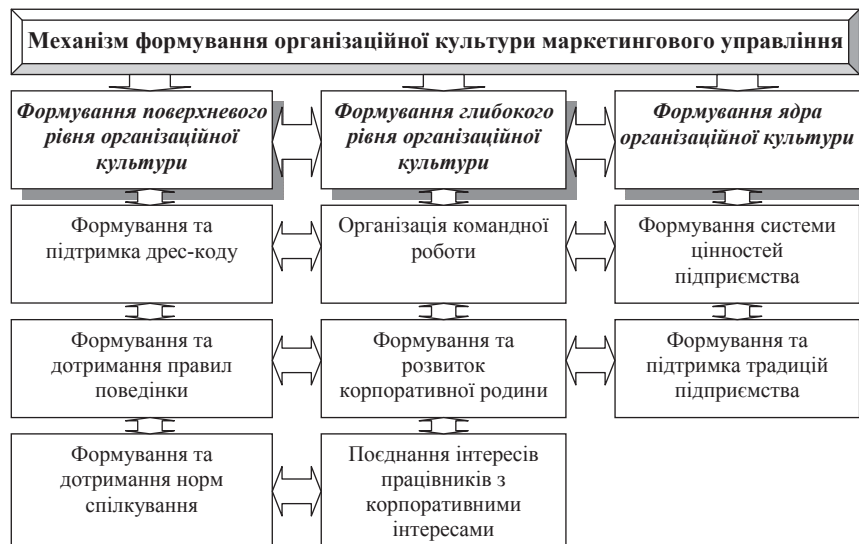 Механізм формування організаційної культури маркетингового управління
Формування поверхневого
рівня організаційної
культури
Формування глибокого
рівня організаційної
культури
Формування ядра
організаційної культури
Формування та
підтримка дрес-коду
Організація командної
роботи
Формування системи
цінностей
підприємства
Формування та
дотримання правил
поведінки
Формування та
розвиток
корпоративної родини
Формування та
підтримка традицій
підприємства
Формування та
дотримання норм
спілкування
Поєднання інтересів
працівників з
корпоративними
інтересами